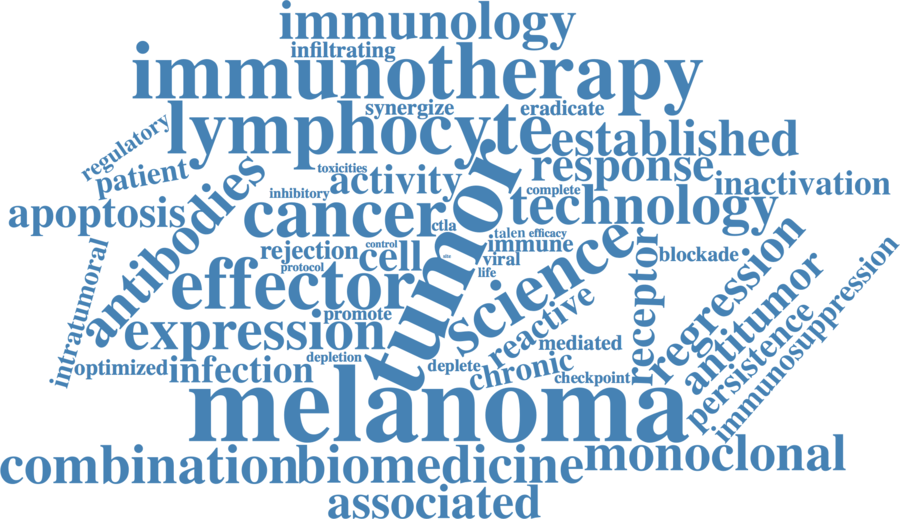 immunology
infiltrating
immunotherapy
synergize
eradicate
lymphocyte
established
regulatory
patient
toxicities
response
inhibitory
activity
complete
inactivation
antibodies
apoptosis
cancer
ctla
tumor
technology
talen
efficacy
rejection
control
cell
site
immune
science
viral
life
protocol
blockade
receptor
regression
intratumoral
effector
promote
reactive
antitumor
expression
mediated
persistence
immunosuppression
optimized
infection
depletion
deplete
chronic
checkpoint
melanoma
combination
biomedicine
monoclonal
associated